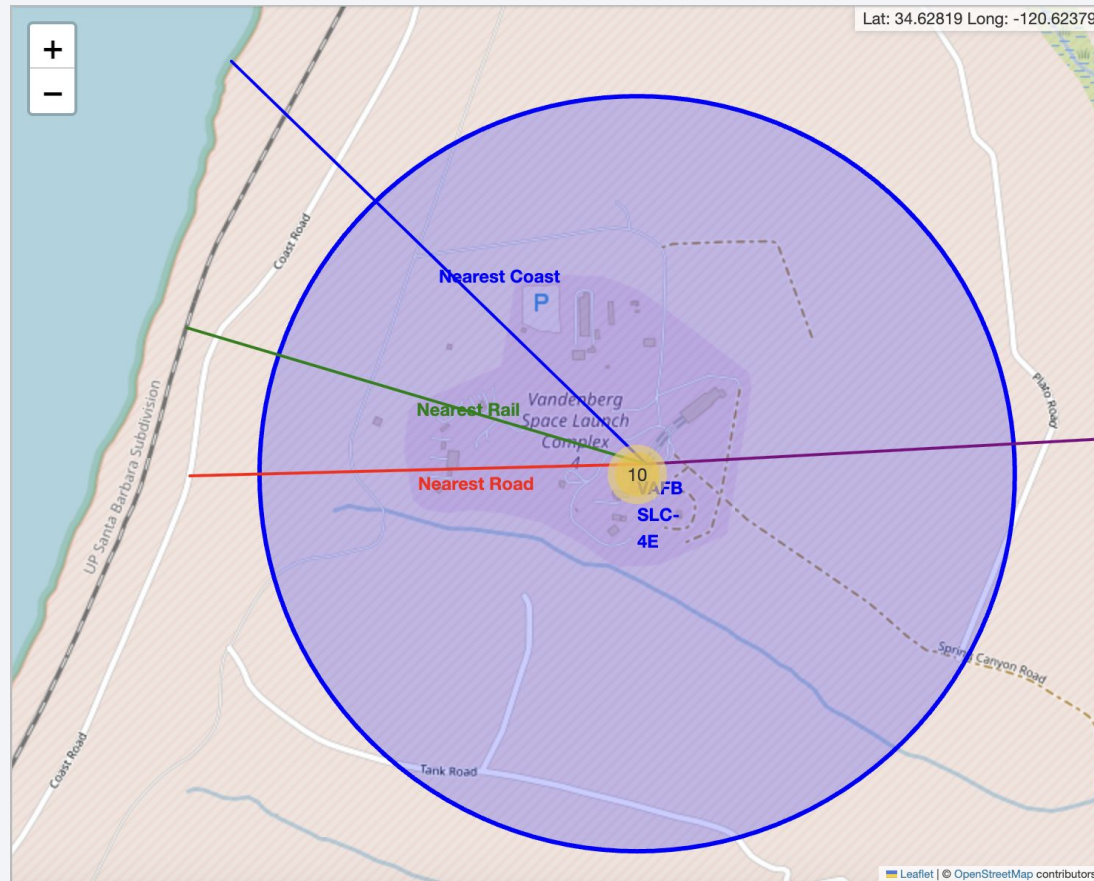 +
−
Lat: 34.62819 Long: -120.62379
Coast Road
Nearest Coast
P
Plato Road
UP Santa Barbara Subdivision
Nearest Rail
Vandenberg
Space Launch
Complex
4
10
Nearest Road
VAFB
SLC-
4E
Spring Canyon Road
Coast Road
Tank Road
Leaflet | © OpenStreetMap contributors